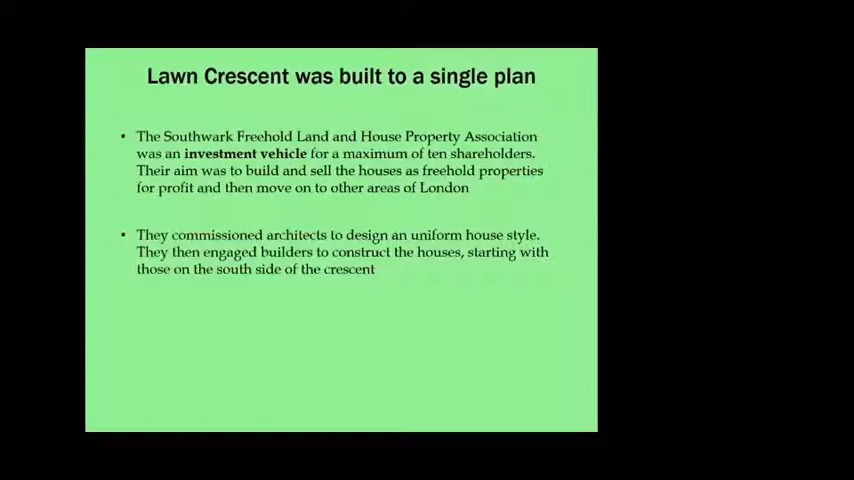 Lawn Crescent was built to a single plan
• The Southwark Freehold Land and House Property Association
was an investment vehicle for a maximum of ten shareholders.
Their aim was to build and sell the houses as freehold properties
for profit and then move on to other areas of London
• They commissioned architects to design an uniform house style.
They then engaged builders to construct the houses, starting with
those on the south side of the crescent